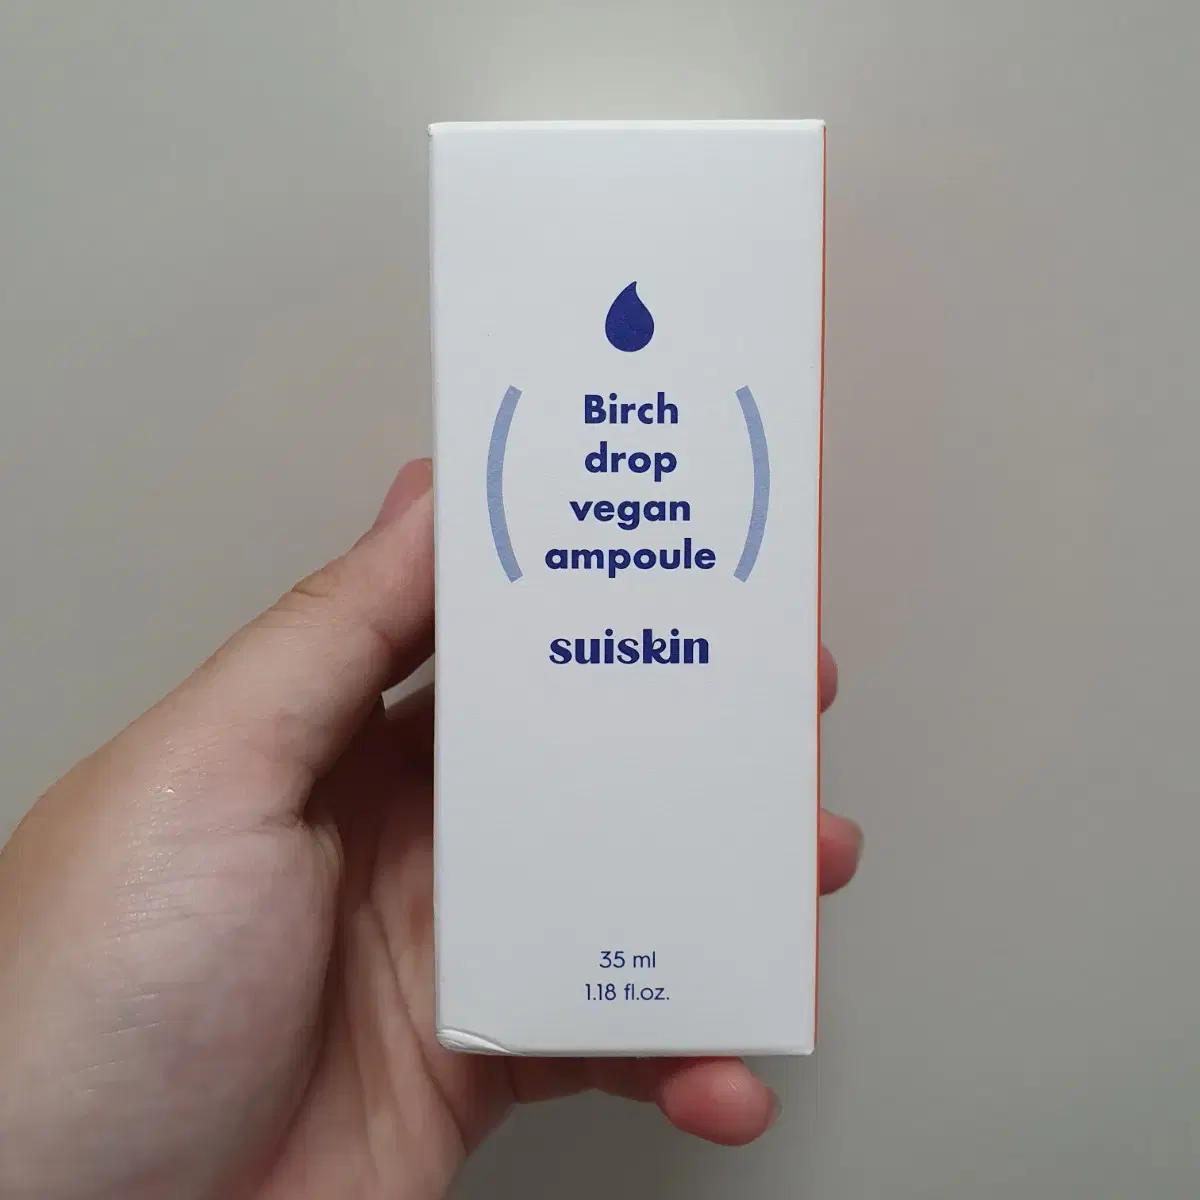 Birch
drop
vegan
ampoule
suiskin
35 ml
1.18 fl.oz.